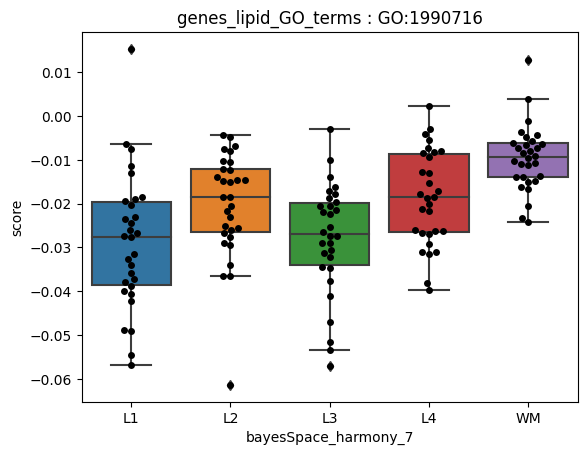 genes_lipid_GO_terms : GO:1990716
0.01
0.00
−0.01
−0.02
−0.03
−0.04
−0.05
−0.06
score
L1 L2 L3 L4 WM
bayesSpace_harmony_7